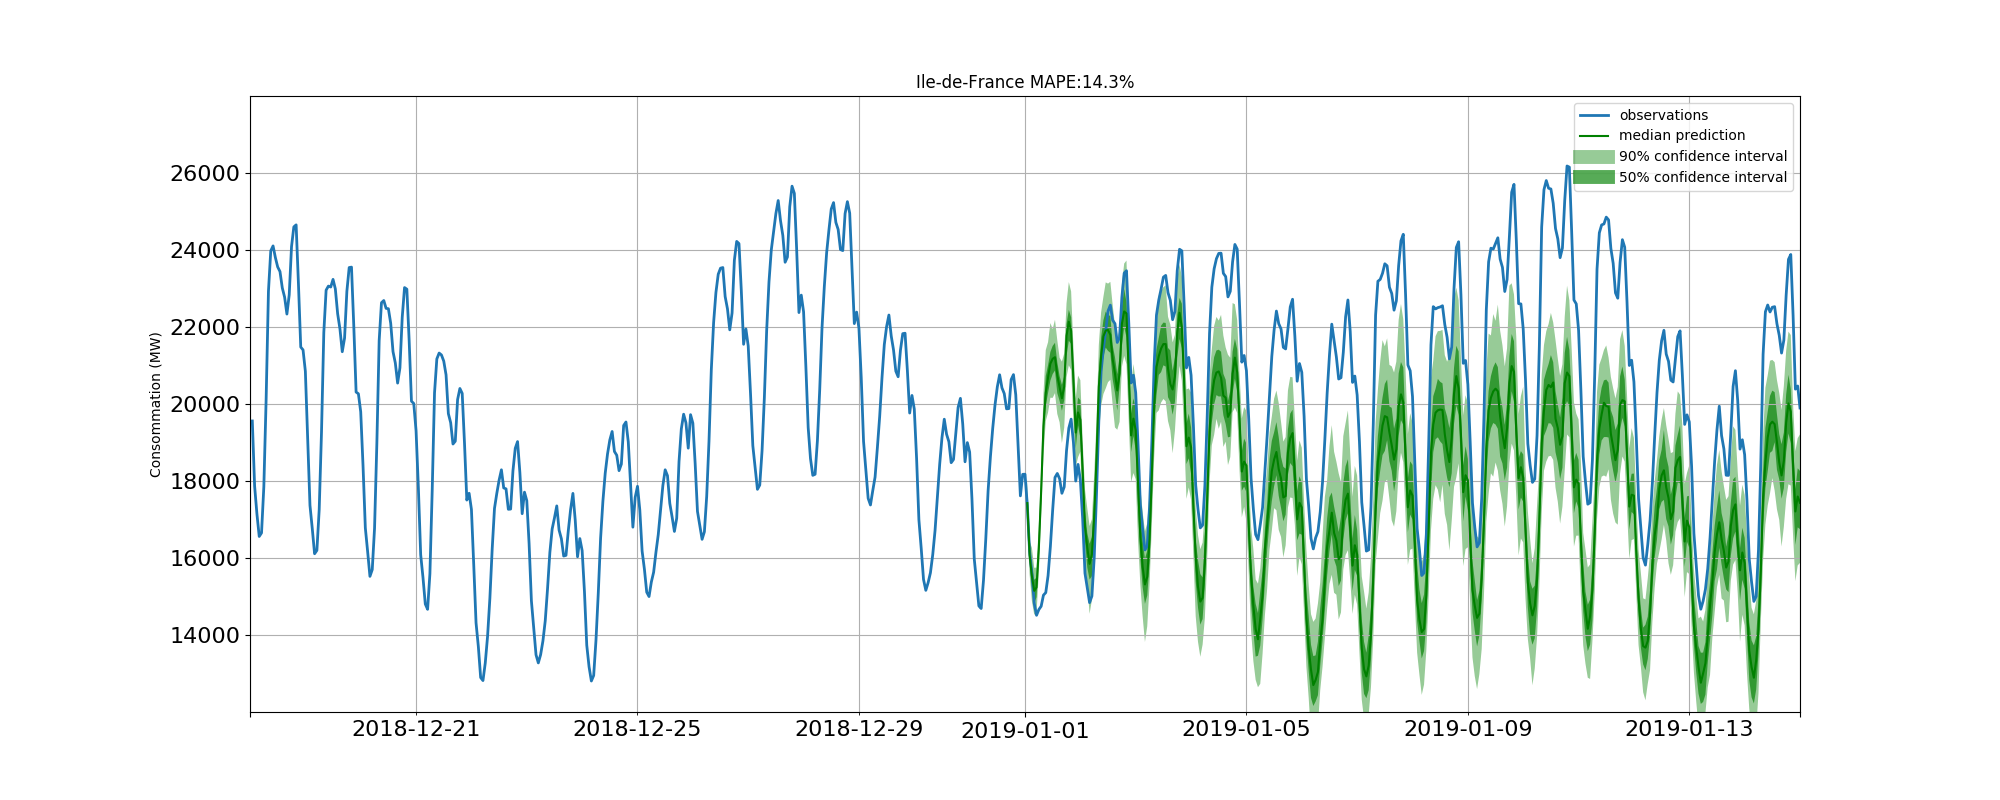 Ile-de-France MAPE:14.3%
observations
median prediction
90% confidence interval
50% confidence interval
Consommation (MW)
26000
24000
22000
20000
18000
16000
14000
2018-12-21
2018-12-25
2018-12-29
2019-01-01
2019-01-05
2019-01-09
2019-01-13